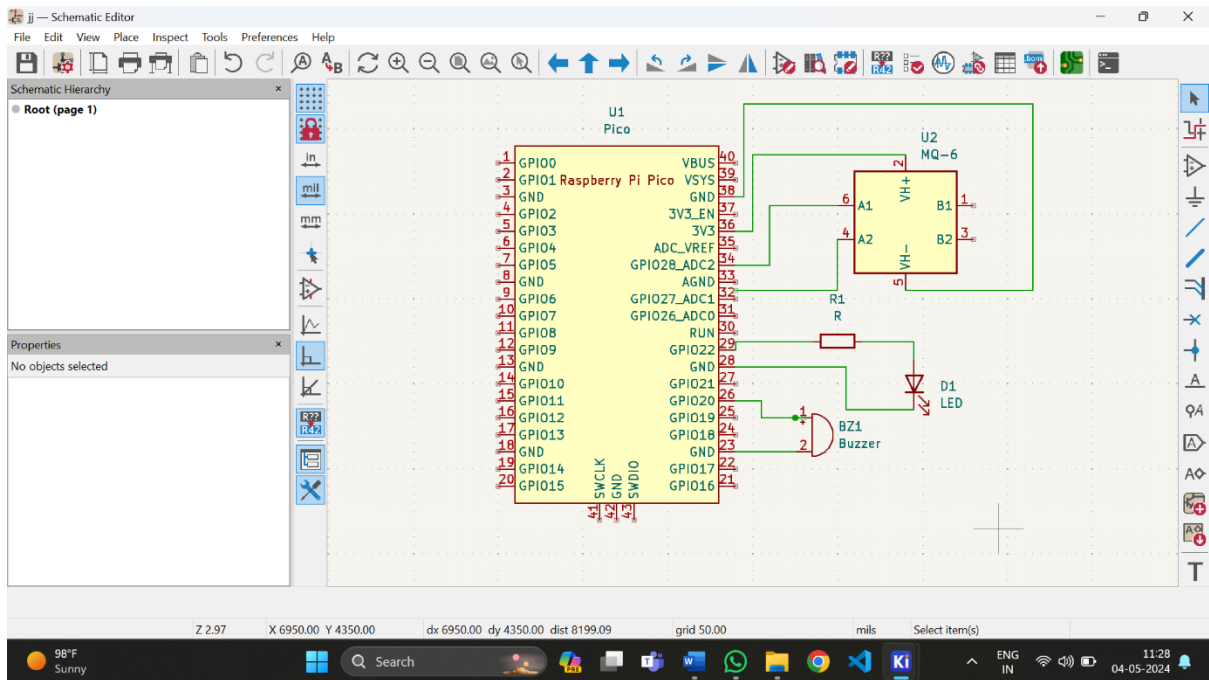 jj — Schematic Editor
File Edit View Place Inspect Tools Preferences Help
Schematic Hierarchy
Root (page 1)
Properties
No objects selected
in
mil
mm
R??
R42
R??
R42
.bom
A
B
A
A
A
A
T
U1
Pico
Raspberry Pi Pico
1 GPIO0
2 GPIO1
3 GND
4 GPIO2
5 GPIO3
6 GPIO4
7 GPIO5
8 GND
9 GPIO6
10 GPIO7
11 GPIO8
12 GPIO9
13 GND
14 GPIO10
15 GPIO11
16 GPIO12
17 GPIO13
18 GND
19 GPIO14
20 GPIO15
VBUS 40
VSYS 39
GND 38
3V3_EN 37
3V3 36
ADC_VREF 35
GPIO28_ADC2 34
AGND 33
GPIO27_ADC1 32
GPIO26_ADC0 31
RUN 30
GPIO22 29
GND 28
GPIO21 27
GPIO20 26
GPIO19 25
GPIO18 24
GND 23
GPIO17 22
GPIO16 21
SWCLK 41
GND 42
SWDIO 43
U2
MQ-6
2 VH+
6 A1
B1 1
4 A2
B2 3
VH- 5
R1
R
D1
LED
1
+
BZ1
2
Buzzer
Z 2.97 X 6950.00 Y 4350.00 dx 6950.00 dy 4350.00 dist 8199.09 grid 50.00 mils Select item(s)
98°F
Sunny
Search
PRE
Ki
ENG
IN
11:28
04-05-2024